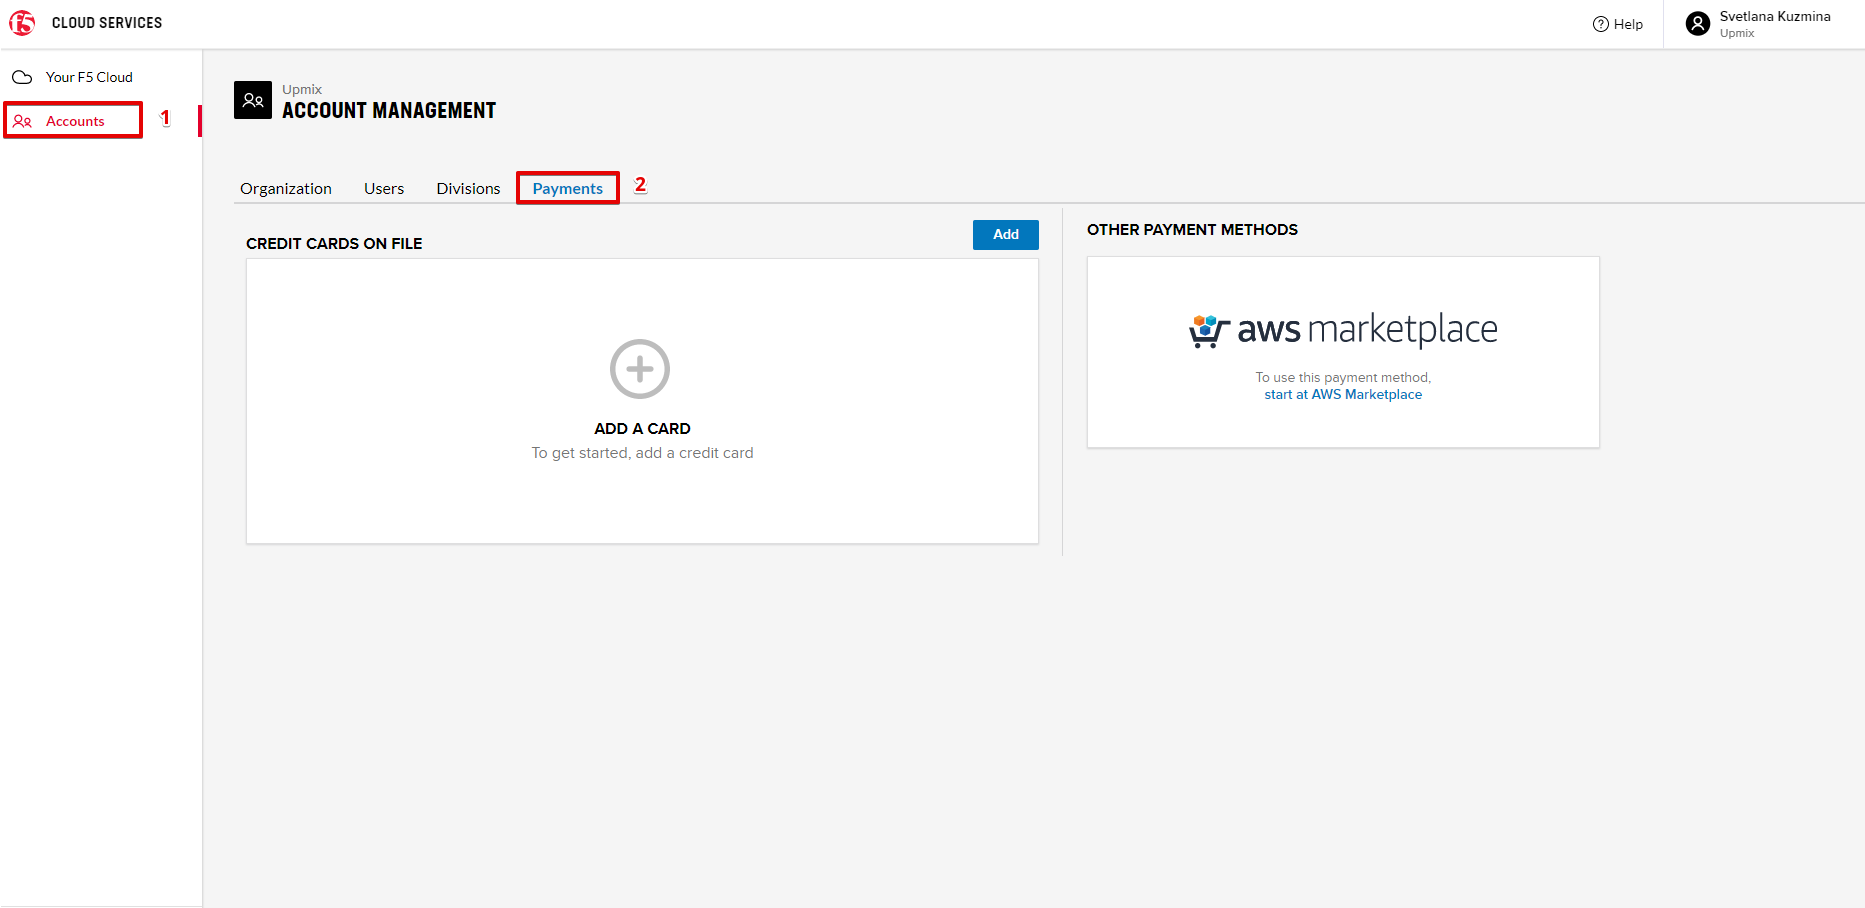 f5 CLOUD SERVICES
Help
Svetlana Kuzmina
Upmix
Your F5 Cloud
Accounts 1
Upmix
ACCOUNT MANAGEMENT
Organization Users Divisions Payments 2
CREDIT CARDS ON FILE
Add
ADD A CARD
To get started, add a credit card
OTHER PAYMENT METHODS
aws marketplace
To use this payment method,
start at AWS Marketplace